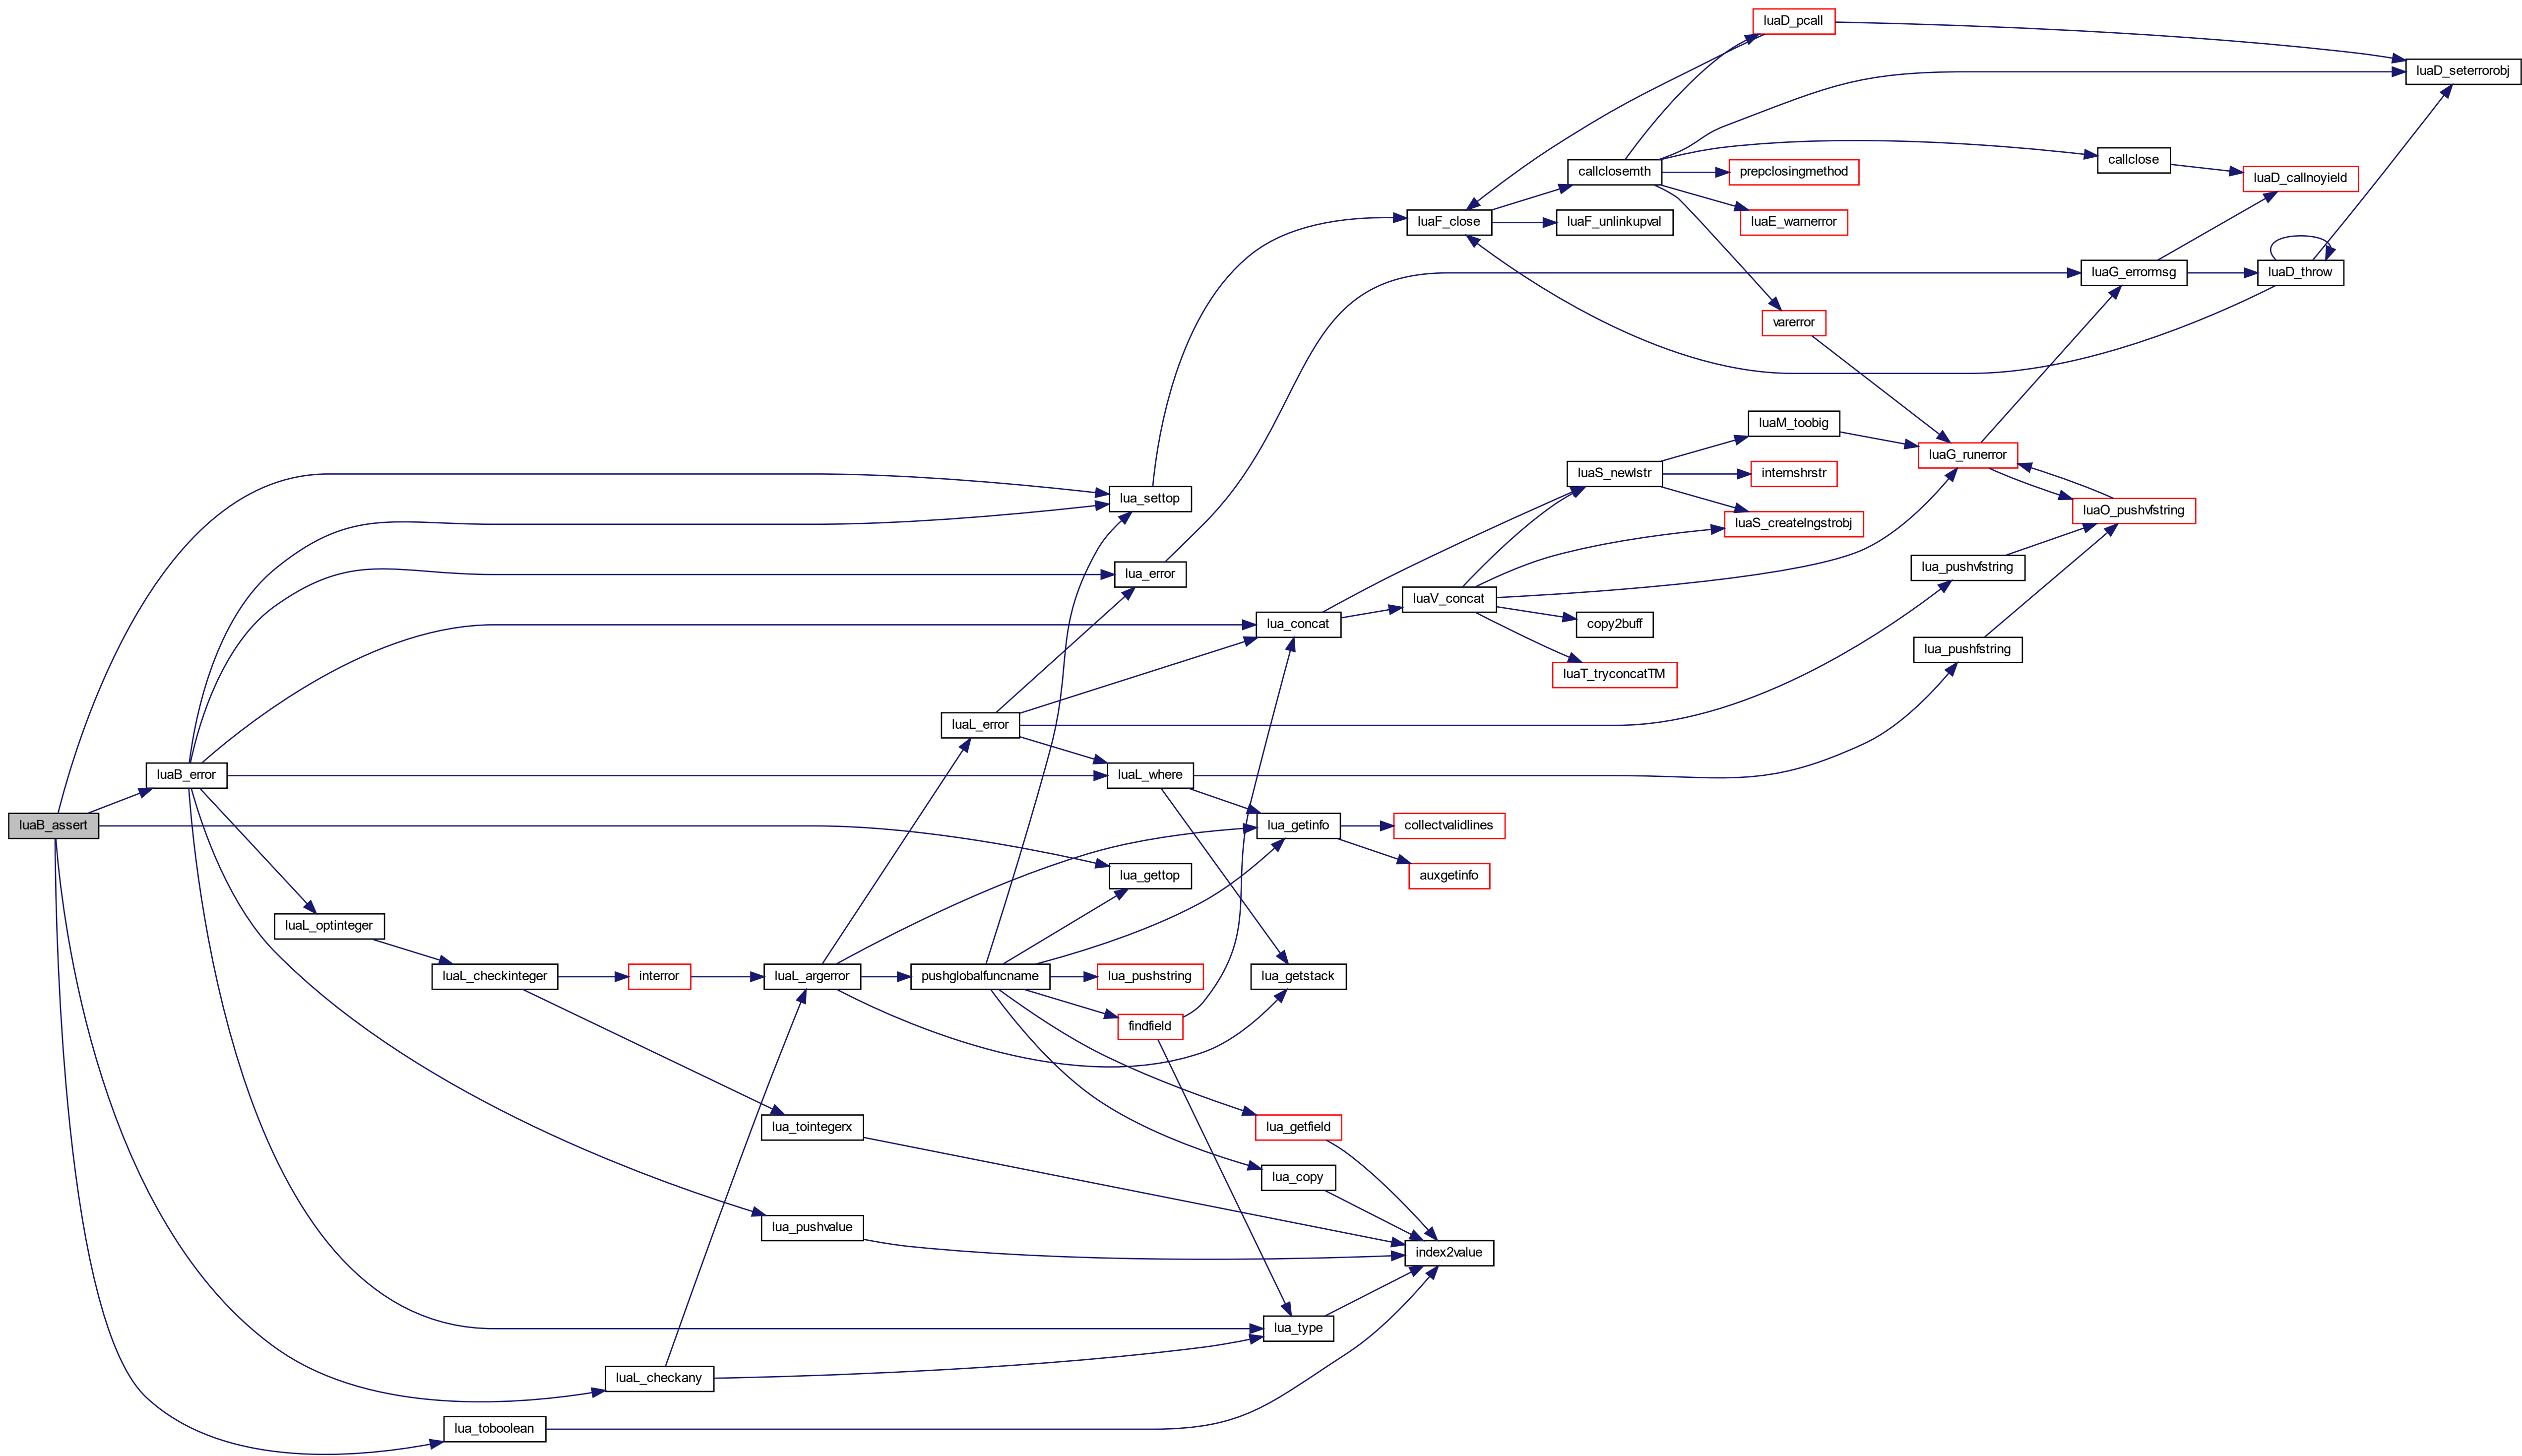 luaD_pcall
luaD_seterrorobj
callclose
callclosemth
prepclosingmethod
luaD_callnoyield
luaF_close
luaF_unlinkupval
luaE_warnerror
luaG_errormsg
luaD_throw
varerror
luaM_toobig
luaG_runerror
luaS_newlstr
internshrstr
lua_settop
luaS_createlngstrobj
luaO_pushvfstring
lua_error
lua_pushvfstring
luaV_concat
lua_concat
copy2buff
lua_pushfstring
luaT_tryconcatTM
luaL_error
luaB_error
luaL_where
luaB_assert
lua_getinfo
collectvalidlines
lua_gettop
auxgetinfo
luaL_optinteger
luaL_checkinteger
interror
luaL_argerror
pushglobalfuncname
lua_pushstring
lua_getstack
findfield
lua_tointegerx
lua_getfield
lua_copy
lua_pushvalue
index2value
lua_type
luaL_checkany
lua_toboolean